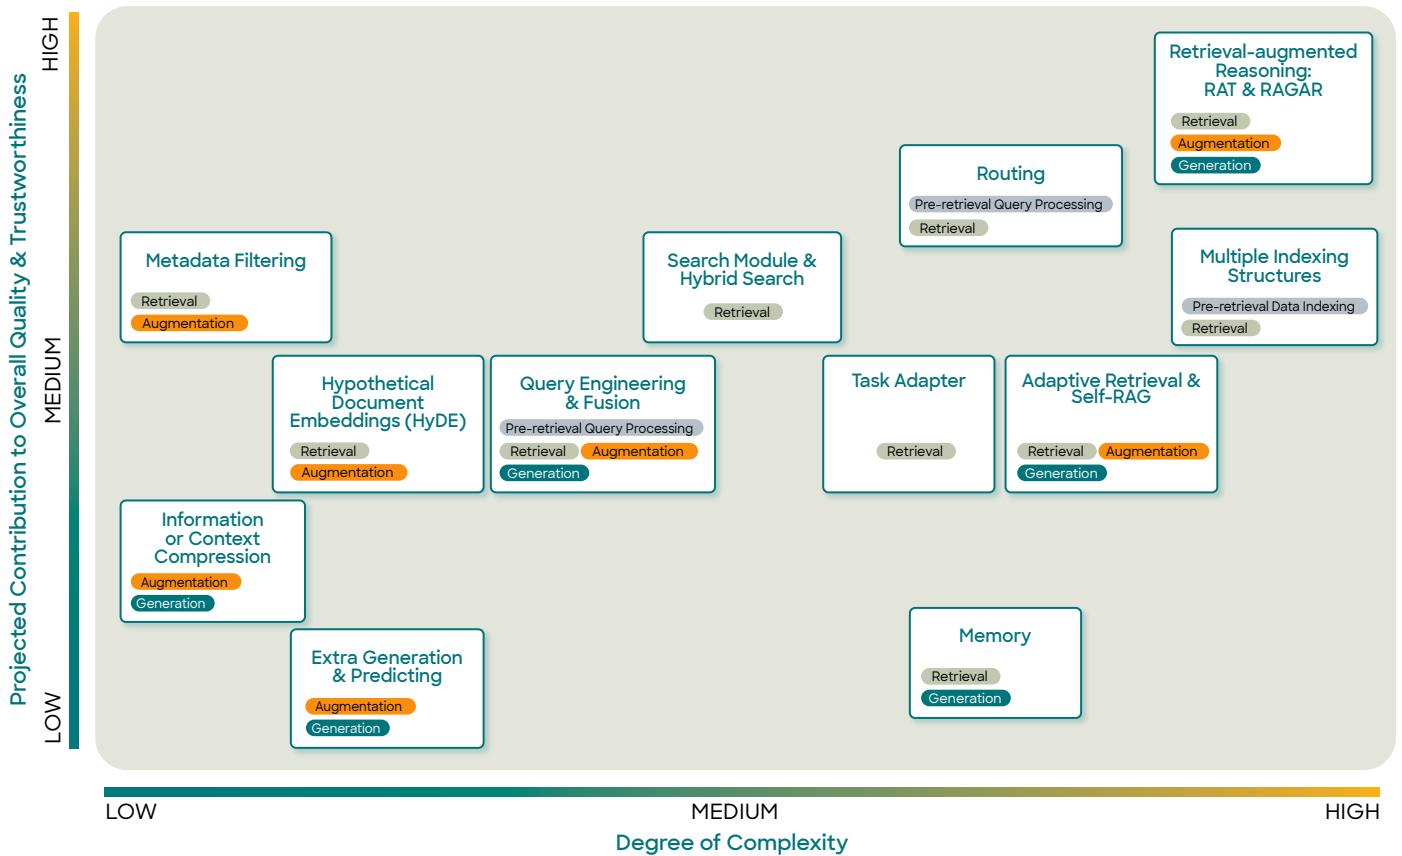 Projected Contribution to Overall Quality & Trustworthiness
HIGH
MEDIUM
LOW
Retrieval-augmented
Reasoning:
RAT & RAGAR
Retrieval
Augmentation
Generation
Routing
Pre-retrieval Query Processing
Retrieval
Metadata Filtering
Retrieval
Augmentation
Search Module &
Hybrid Search
Retrieval
Multiple Indexing
Structures
Pre-retrieval Data Indexing
Retrieval
Hypothetical
Document
Embeddings (HyDE)
Retrieval
Augmentation
Query Engineering
& Fusion
Pre-retrieval Query Processing
Retrieval Augmentation
Generation
Task Adapter
Retrieval
Adaptive Retrieval &
Self-RAG
Retrieval Augmentation
Generation
Information
or Context
Compression
Augmentation
Generation
Extra Generation
& Predicting
Augmentation
Generation
Memory
Retrieval
Generation
LOW MEDIUM HIGH
Degree of Complexity